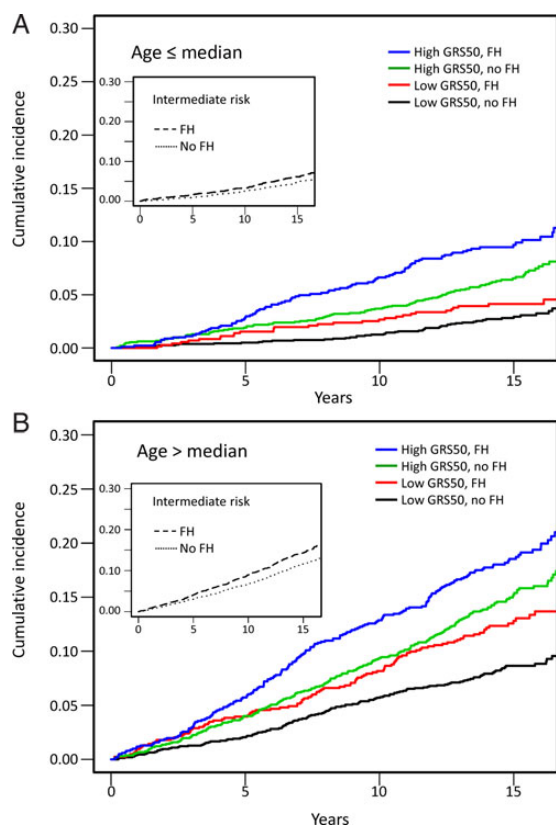 A
Age ≤ median
High GRS50, FH
High GRS50, no FH
Low GRS50, FH
Low GRS50, no FH
Intermediate risk
FH
No FH
0.30
0.20
0.10
0.05
0.00
0 5 10 15
Cumulative incidence
0.30
0.25
0.20
0.15
0.10
0.05
0.00
0 5 10 15
Years
B
Age > median
High GRS50, FH
High GRS50, no FH
Low GRS50, FH
Low GRS50, no FH
Intermediate risk
FH
No FH
0.30
0.20
0.15
0.10
0.00
0 5 10 15
Cumulative incidence
0.30
0.25
0.20
0.15
0.10
0.05
0.00
0 5 10 15
Years